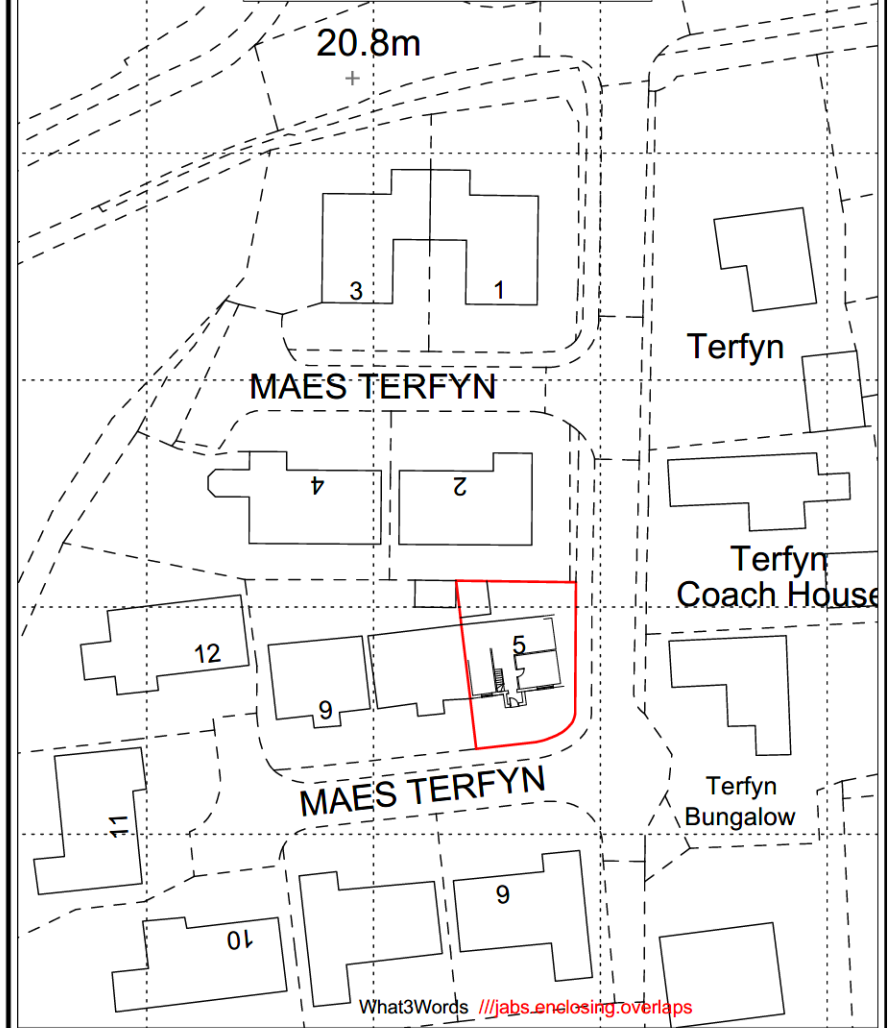 20.8m
3
1
Terfyn
MAES TERFYN
4
2
Terfyn
Coach House
5
12
9
MAES TERFYN
Terfyn
Bungalow
11
6
10
What3Words ///jabs.enclosing.overlaps